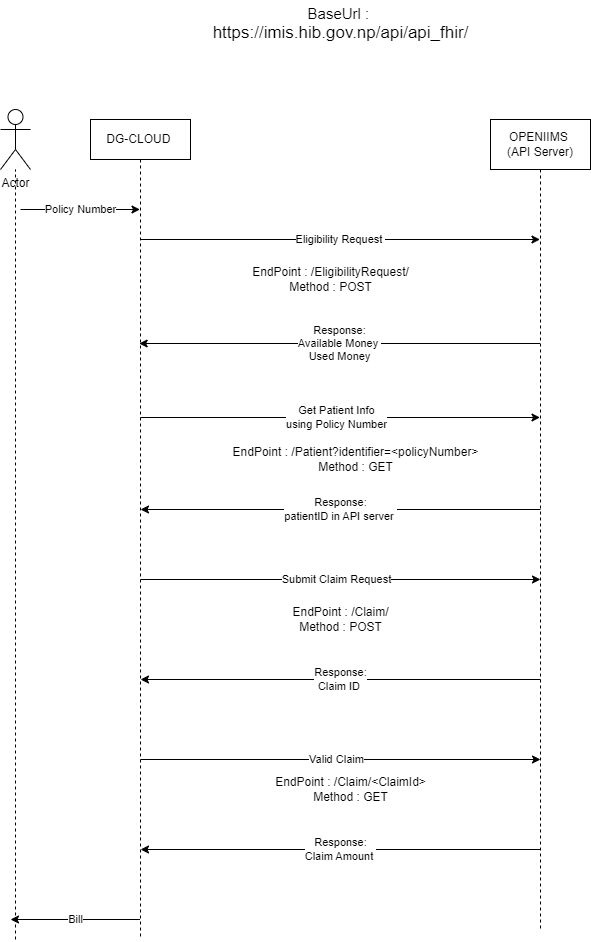 BaseUrl :
https://imis.hib.gov.np/api/api_fhir/
DG-CLOUD
OPENIIMS
(API Server)
Actor
Policy Number
Eligibility Request
EndPoint : /EligibilityRequest/
Method : POST
Response:
Available Money
Used Money
Get Patient Info
using Policy Number
EndPoint : /Patient?identifier=<policyNumber>
Method : GET
Response:
patientID in API server
Submit Claim Request
EndPoint : /Claim/
Method : POST
Response:
Claim ID
Valid Claim
EndPoint : /Claim/<ClaimId>
Method : GET
Response:
Claim Amount
Bill